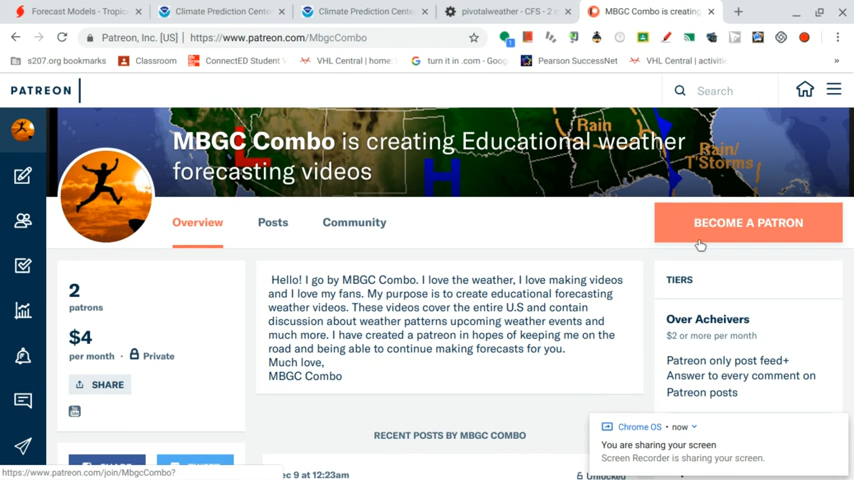 Forecast Models - Tropic
Climate Prediction Cente
Climate Prediction Cente
pivotalweather - CFS - 2 m
MBGC Combo is creating
Patreon, Inc. [US] | https://www.patreon.com/MbgcCombo
s207.org bookmarks
Classroom
ConnectED Student
VHL Central | home:
turn it in .com - Goog
Pearson SuccessNet
VHL Central | activiti
PATREON
Search
MBGC Combo is creating Educational weather
forecasting videos
Rain
Rain/
T'Storms
L
H
Overview
Posts
Community
BECOME A PATRON
2
patrons
$4
per month · Private
SHARE
Hello! I go by MBGC Combo. I love the weather, I love making videos
and I love my fans. My purpose is to create educational forecasting
weather videos. These videos cover the entire U.S and contain
discussion about weather patterns upcoming weather events and
much more. I have created a patreon in hopes of keeping me on the
road and being able to continue making forecasts for you.
Much love,
MBGC Combo
TIERS
Over Acheivers
$2 or more per month
Patreon only post feed+
Answer to every comment on
Patreon posts
RECENT POSTS BY MBGC COMBO
Chrome OS • now
You are sharing your screen
Screen Recorder is sharing your screen.
SHARE
TWEET
ec 9 at 12:23am
Unlocked
https://www.patreon.com/join/MbgcCombo?